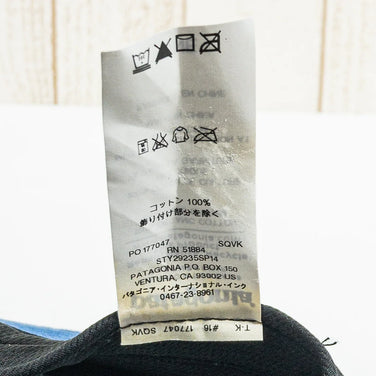 コットン 100%
飾り付け部分を除く
PO 177047 SQVK
RN 51884
STY29235SP14
PATAGONIA P.O. BOX 150
VENTURA, CA 93002 US
パタゴニア・インターナショナル・インク
0467-23-8961
T-K #16 177047 SQVK